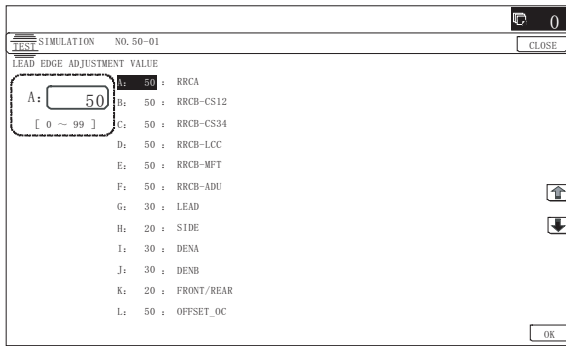 0
TEST SIMULATION NO. 50-01
CLOSE
LEAD EDGE ADJUSTMENT VALUE
A: 50
[ 0 ～ 99 ]
A: 50 : RRCA
B: 50 : RRCB-CS12
C: 50 : RRCB-CS34
D: 50 : RRCB-LCC
E: 50 : RRCB-MFT
F: 50 : RRCB-ADU
G: 30 : LEAD
H: 20 : SIDE
I: 30 : DENA
J: 30 : DENB
K: 20 : FRONT/REAR
L: 50 : OFFSET_OC
OK